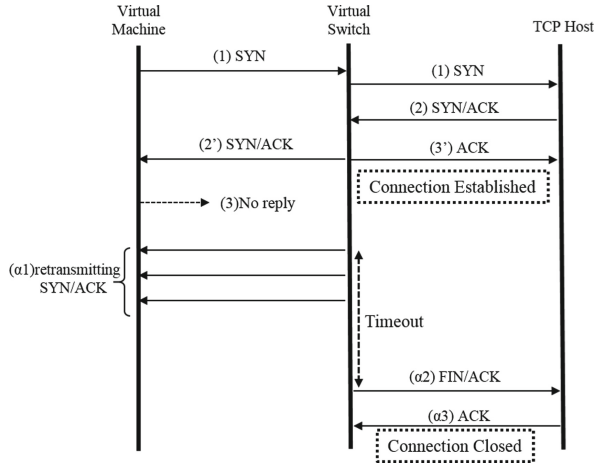 Virtual
Machine
Virtual
Switch
TCP Host
(1) SYN
(1) SYN
(2) SYN/ACK
(2’) SYN/ACK
(3’) ACK
Connection Established
(3)No reply
(α1)retransmitting
SYN/ACK
Timeout
(α2) FIN/ACK
(α3) ACK
Connection Closed